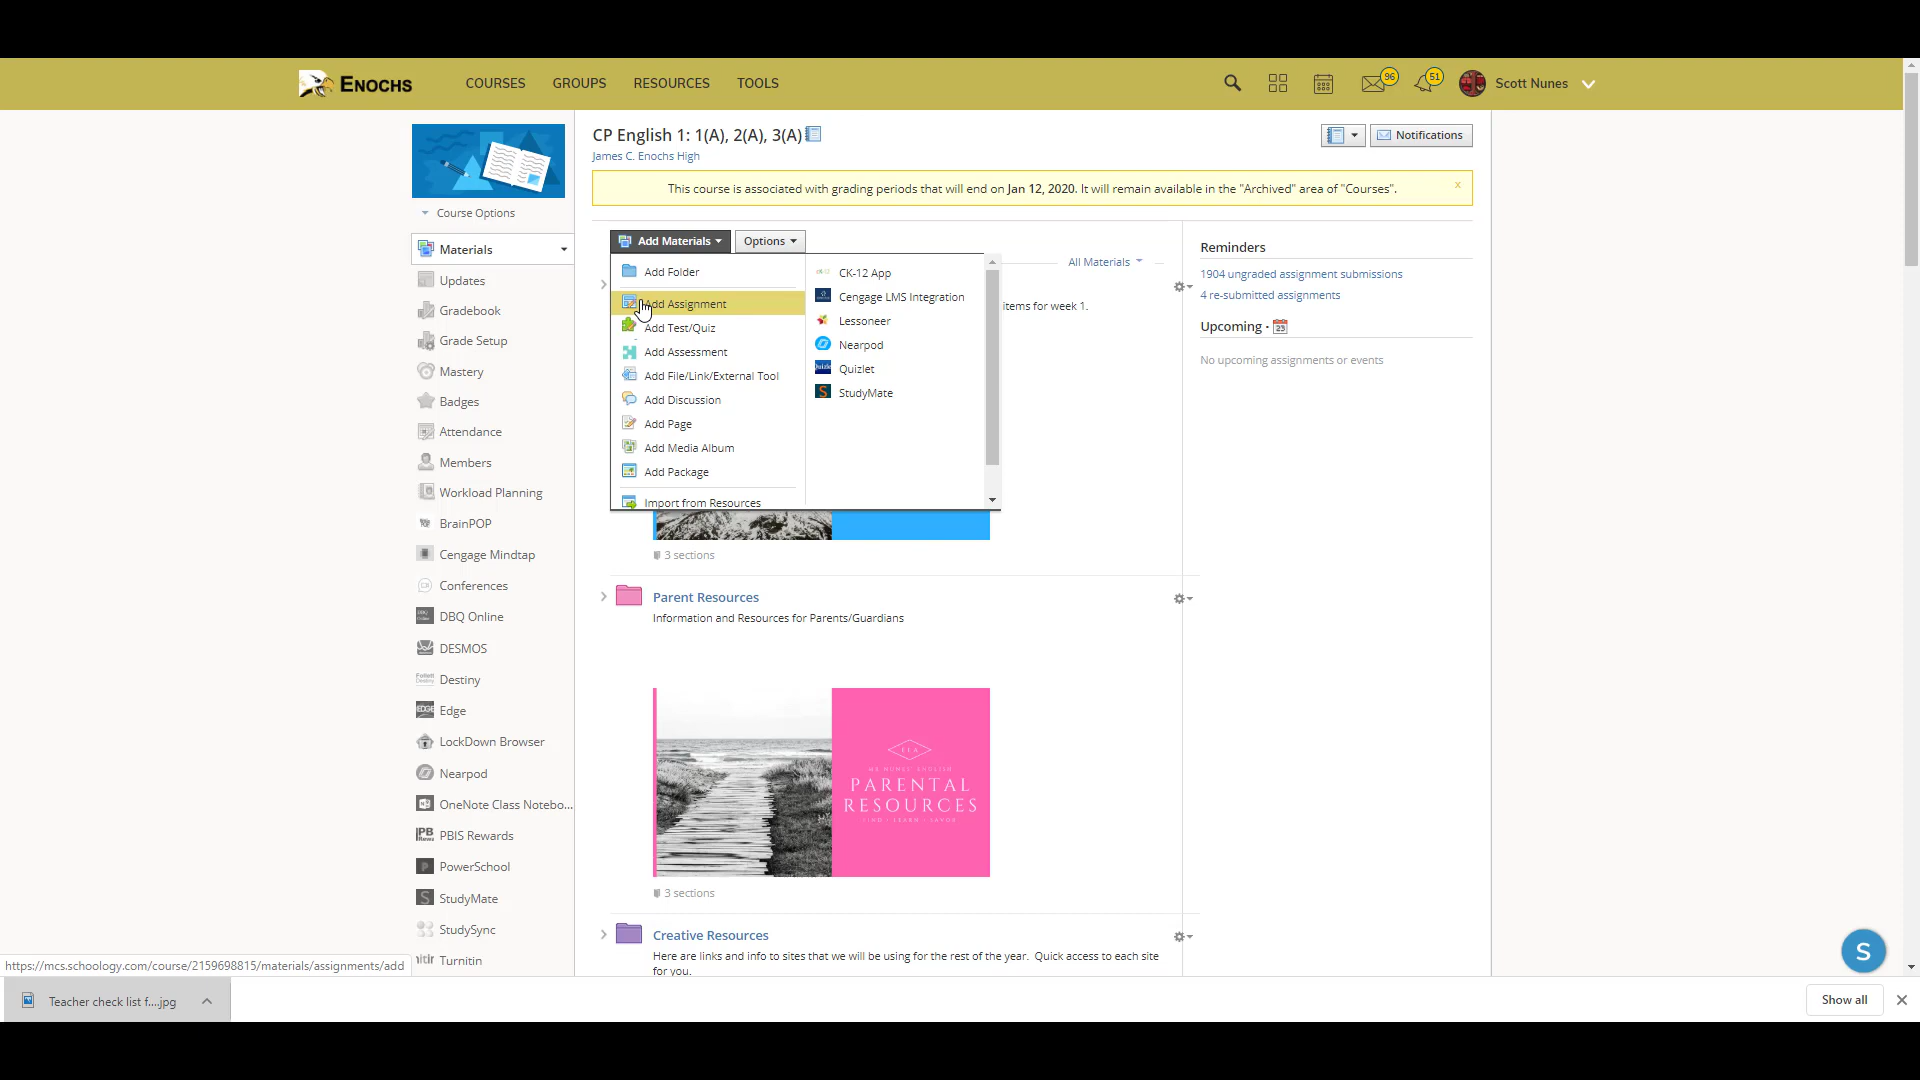 ENOCHS
COURSES GROUPS RESOURCES TOOLS
96 51 Scott Nunes
CP English 1: 1(A), 2(A), 3(A)
James C. Enochs High
Notifications
This course is associated with grading periods that will end on Jan 12, 2020. It will remain available in the "Archived" area of "Courses".
x
Course Options
Materials
Updates
Gradebook
Grade Setup
Mastery
Badges
Attendance
Members
Workload Planning
BrainPOP
Cengage Mindtap
Conferences
DBQ Online
DESMOS
Destiny
Edge
LockDown Browser
Nearpod
OneNote Class Notebo...
PBIS Rewards
PowerSchool
StudyMate
StudySync
Turnitin
Add Materials Options
All Materials
Add Folder
Add Assignment
Add Test/Quiz
Add Assessment
Add File/Link/External Tool
Add Discussion
Add Page
Add Media Album
Add Package
Import from Resources
CK-12 App
Cengage LMS Integration
Lessoneer
Nearpod
Quizlet
StudyMate
items for week 1.
3 sections
Parent Resources
Information and Resources for Parents/Guardians
ELA
MR NUNES' ENGLISH
PARENTAL
RESOURCES
FIND · LEARN · SAVOR
3 sections
Creative Resources
Here are links and info to sites that we will be using for the rest of the year. Quick access to each site
for you.
Reminders
1904 ungraded assignment submissions
4 re-submitted assignments
Upcoming · 23
No upcoming assignments or events
S
https://mcs.schoology.com/course/2159698815/materials/assignments/add
Teacher check list f....jpg
Show all